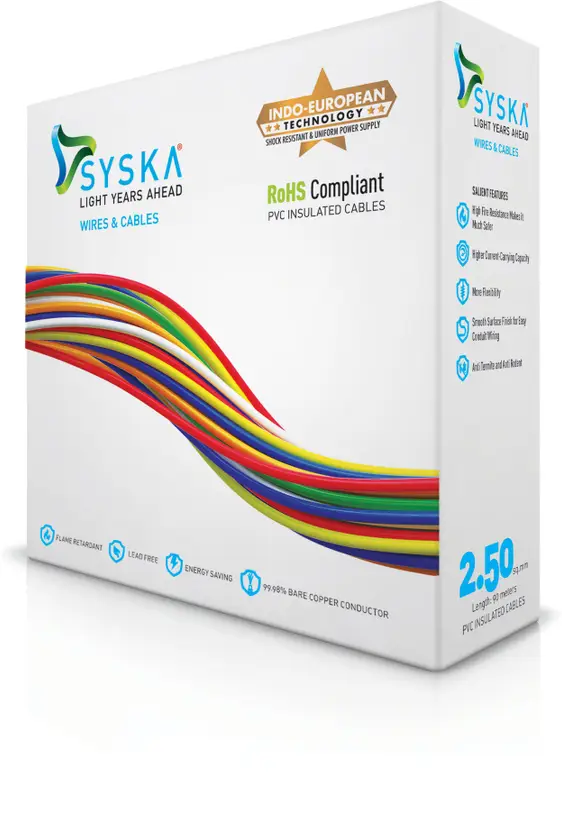 SYSKA®
LIGHT YEARS AHEAD
WIRES & CABLES
INDO-EUROPEAN
TECHNOLOGY
SHOCK RESISTANT & UNIFORM POWER SUPPLY
RoHS Compliant
PVC INSULATED CABLES
FLAME RETARDANT
LEAD FREE
ENERGY SAVING
99.98% BARE COPPER CONDUCTOR
SYSKA®
LIGHT YEARS AHEAD
WIRES & CABLES
SALIENT FEATURES
High Fire Resistance Makes it
Much Safer
Higher Current-Carrying Capacity
More Flexibility
Smooth Surface Finish for Easy
Conduit Wiring
Anti Termite and Anti Rodent
2.50 sq.mm
Length: 90 meters
PVC INSULATED CABLES